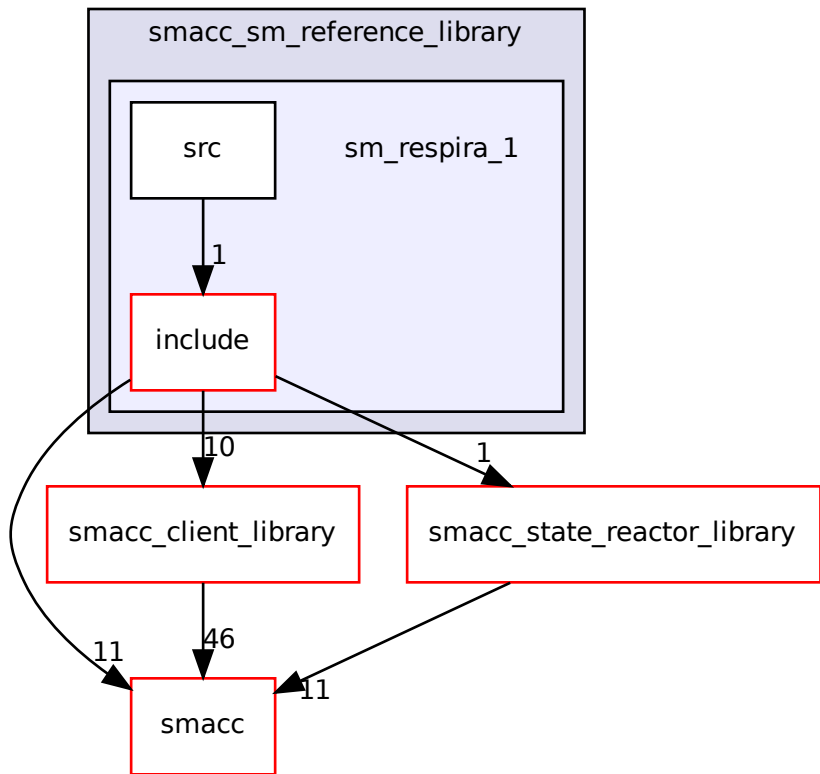 smacc_sm_reference_library
src
sm_respira_1
1
include
10
1
smacc_client_library
smacc_state_reactor_library
46
11
11
smacc